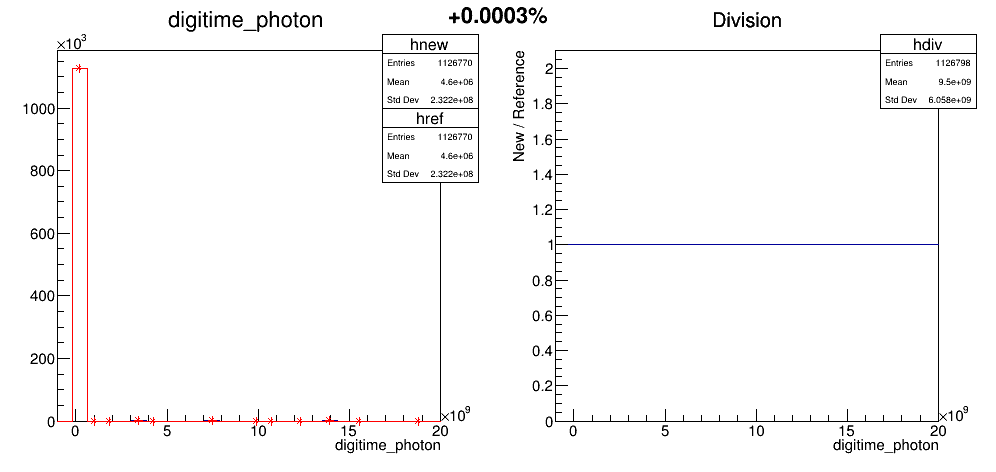 +0.0003%
digitime_photon
×10³
hnew
Entries 1126770
Mean 4.6e+06
Std Dev 2.322e+08
href
Entries 1126770
Mean 4.6e+06
Std Dev 2.322e+08
1000
800
600
400
200
0
0 5 10 15 20
×10⁹
digitime_photon
Division
hdiv
Entries 1126798
Mean 9.5e+09
Std Dev 6.058e+09
New / Reference
2
1.8
1.6
1.4
1.2
1
0.8
0.6
0.4
0.2
0
0 5 10 15 20
×10⁹
digitime_photon